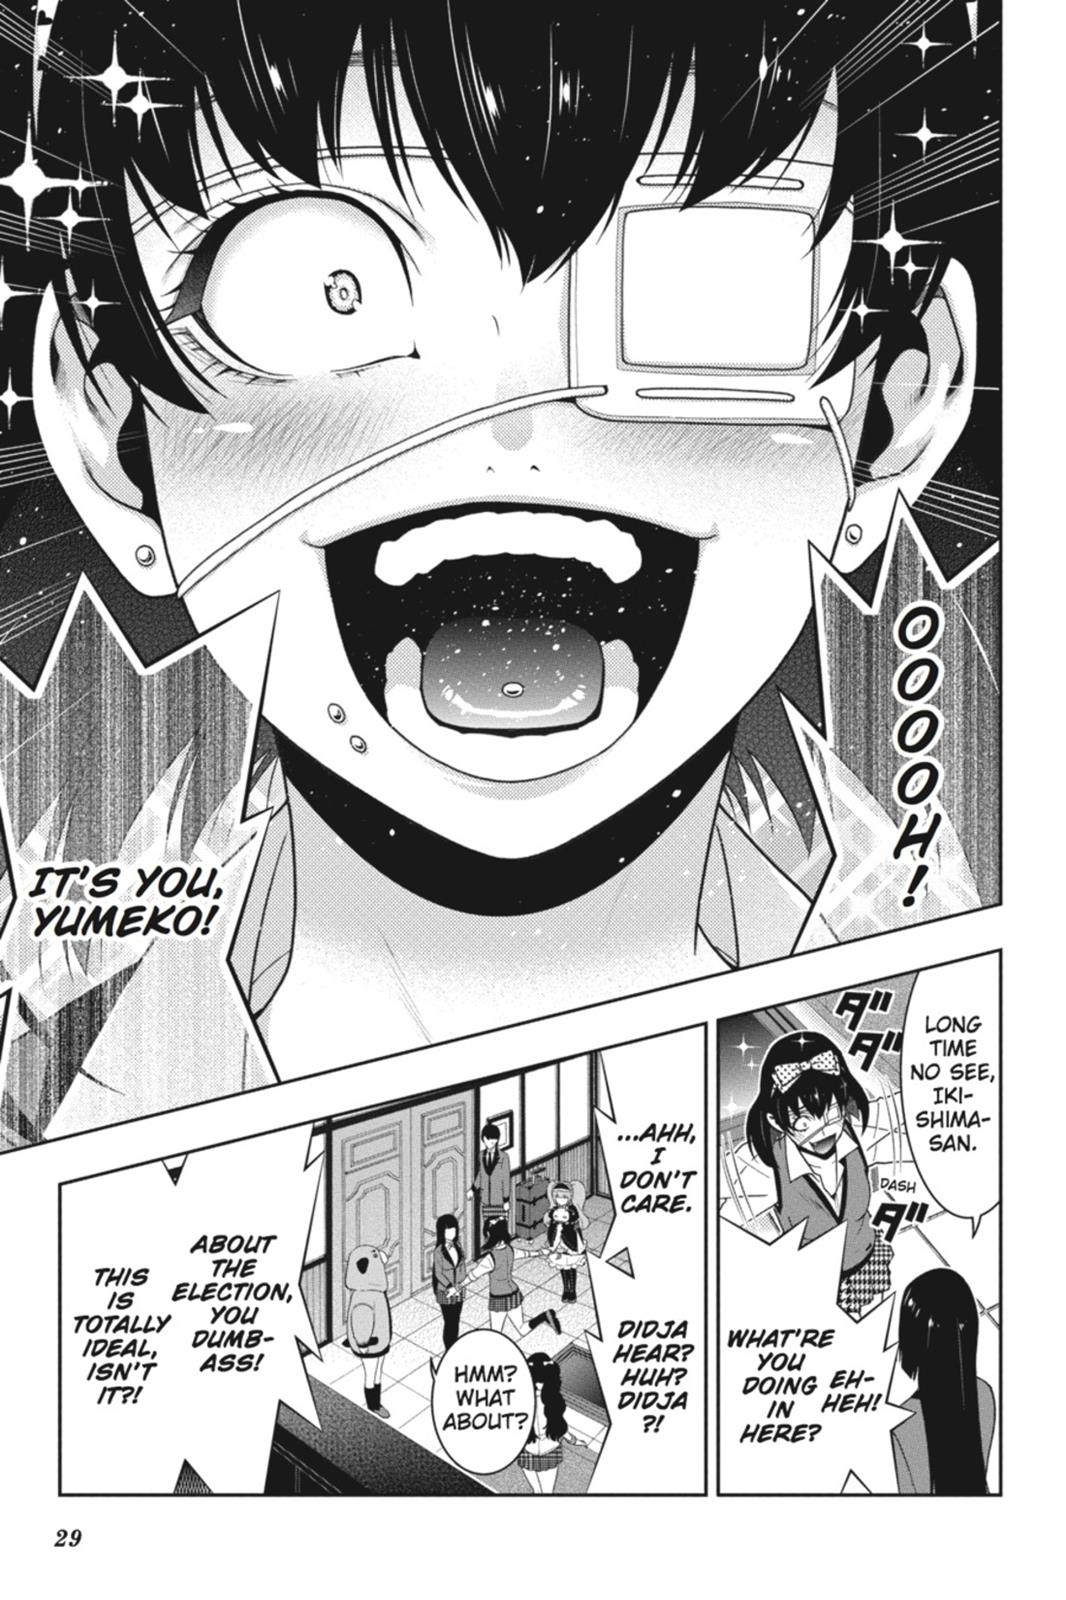 OOOOH!
IT'S YOU,
YUMEKO!
LONG
TIME
NO SEE,
IKI-
SHIMA-
SAN.
ダダ
DASH
ダ
EH-
HEH!
WHAT'RE
YOU
DOING
IN
HERE?
...AHH,
I
DON'T
CARE.
DIDJA
HEAR?
HUH?
DIDJA
?!
HMM?
WHAT
ABOUT?
ABOUT
THE
ELECTION,
YOU
DUMB-
ASS!
THIS
IS
TOTALLY
IDEAL,
ISN'T
IT?!
29